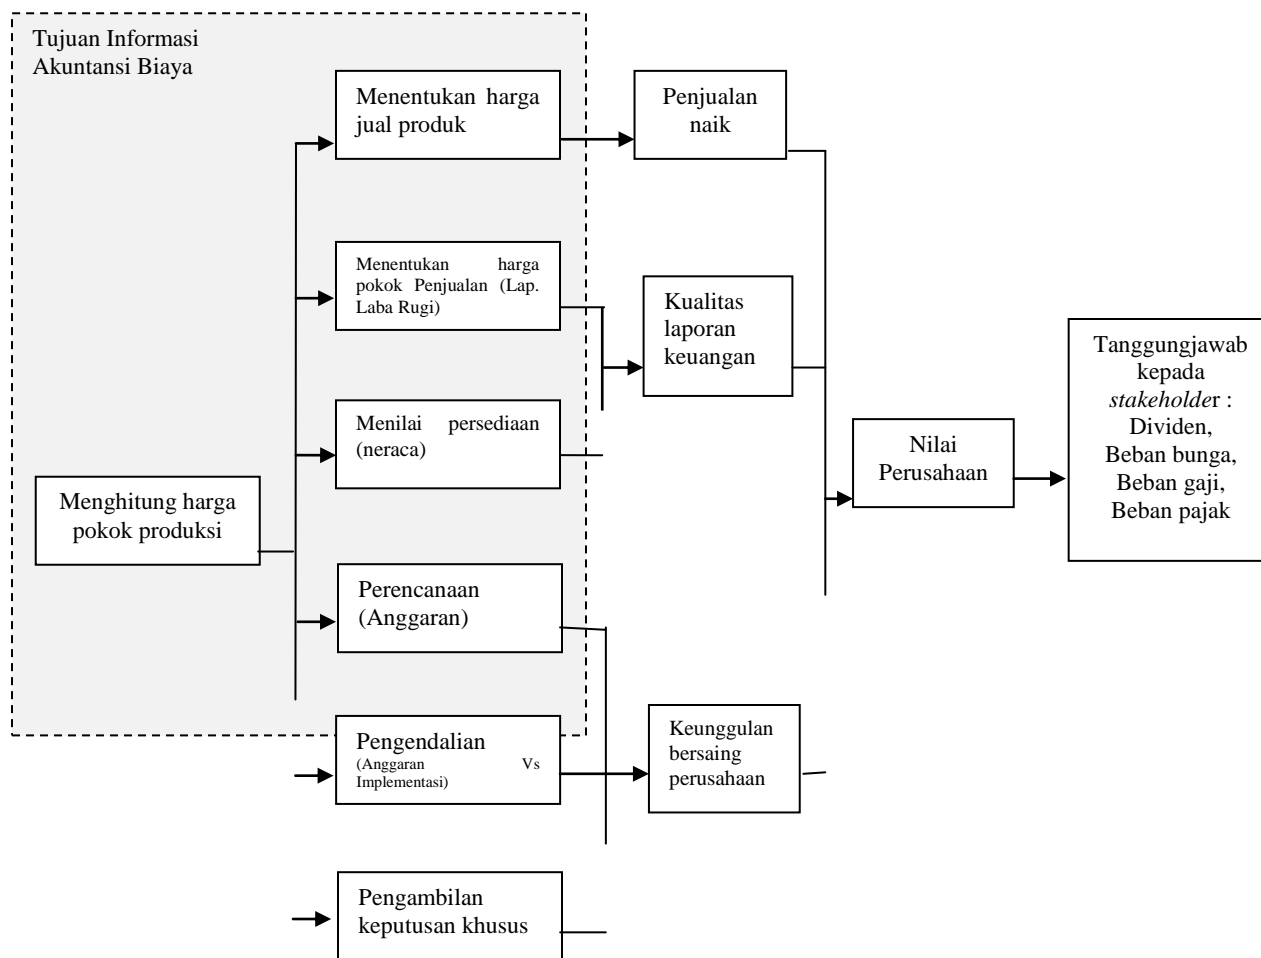 Tujuan Informasi
Akuntansi Biaya
Menentukan harga
jual produk
Penjualan
naik
Menentukan harga
pokok Penjualan (Lap.
Laba Rugi)
Kualitas
laporan
keuangan
Tanggungjawab
kepada
stakeholder :
Dividen,
Beban bunga,
Beban gaji,
Beban pajak
Menilai persediaan
(neraca)
Nilai
Perusahaan
Menghitung harga
pokok produksi
Perencanaan
(Anggaran)
Pengendalian
(Anggaran Vs
Implementasi)
Keunggulan
bersaing
perusahaan
Pengambilan
keputusan khusus